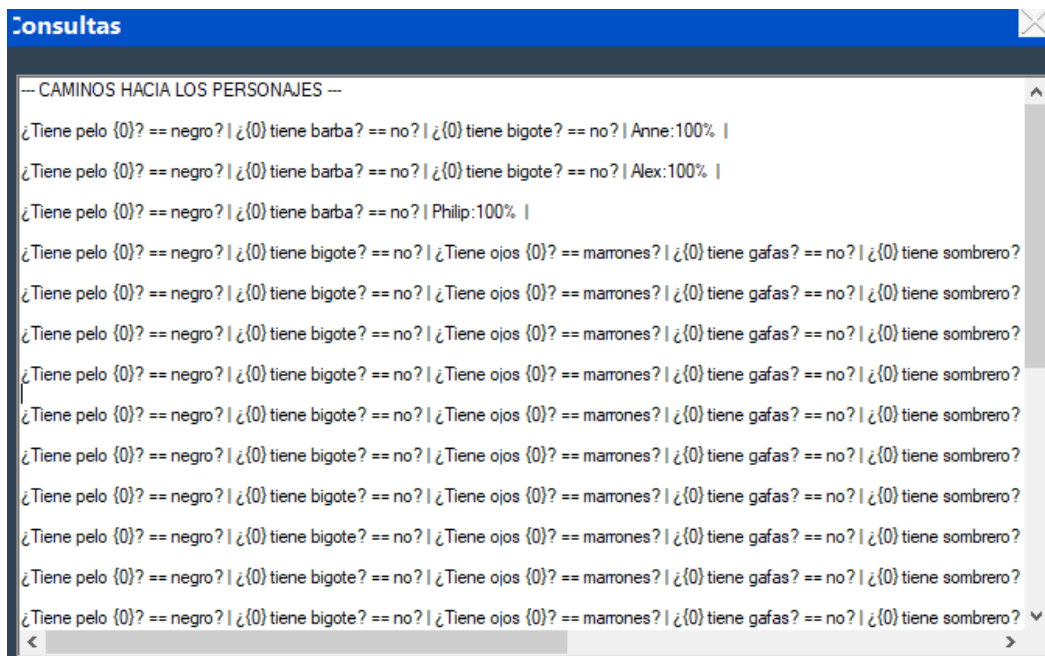 Consultas
--- CAMINOS HACIA LOS PERSONAJES ---
¿Tiene pelo {0}? == negro? | ¿{0} tiene barba? == no? | ¿{0} tiene bigote? == no? | Anne:100% |
¿Tiene pelo {0}? == negro? | ¿{0} tiene barba? == no? | ¿{0} tiene bigote? == no? | Alex:100% |
¿Tiene pelo {0}? == negro? | ¿{0} tiene barba? == no? | Philip:100% |
¿Tiene pelo {0}? == negro? | ¿{0} tiene bigote? == no? | ¿Tiene ojos {0}? == marrones? | ¿{0} tiene gafas? == no? | ¿{0} tiene sombrero?
¿Tiene pelo {0}? == negro? | ¿{0} tiene bigote? == no? | ¿Tiene ojos {0}? == marrones? | ¿{0} tiene gafas? == no? | ¿{0} tiene sombrero?
¿Tiene pelo {0}? == negro? | ¿{0} tiene bigote? == no? | ¿Tiene ojos {0}? == marrones? | ¿{0} tiene gafas? == no? | ¿{0} tiene sombrero?
¿Tiene pelo {0}? == negro? | ¿{0} tiene bigote? == no? | ¿Tiene ojos {0}? == marrones? | ¿{0} tiene gafas? == no? | ¿{0} tiene sombrero?
¿Tiene pelo {0}? == negro? | ¿{0} tiene bigote? == no? | ¿Tiene ojos {0}? == marrones? | ¿{0} tiene gafas? == no? | ¿{0} tiene sombrero?
¿Tiene pelo {0}? == negro? | ¿{0} tiene bigote? == no? | ¿Tiene ojos {0}? == marrones? | ¿{0} tiene gafas? == no? | ¿{0} tiene sombrero?
¿Tiene pelo {0}? == negro? | ¿{0} tiene bigote? == no? | ¿Tiene ojos {0}? == marrones? | ¿{0} tiene gafas? == no? | ¿{0} tiene sombrero?
¿Tiene pelo {0}? == negro? | ¿{0} tiene bigote? == no? | ¿Tiene ojos {0}? == marrones? | ¿{0} tiene gafas? == no? | ¿{0} tiene sombrero?
¿Tiene pelo {0}? == negro? | ¿{0} tiene bigote? == no? | ¿Tiene ojos {0}? == marrones? | ¿{0} tiene gafas? == no? | ¿{0} tiene sombrero?
¿Tiene pelo {0}? == negro? | ¿{0} tiene bigote? == no? | ¿Tiene ojos {0}? == marrones? | ¿{0} tiene gafas? == no? | ¿{0} tiene sombrero?